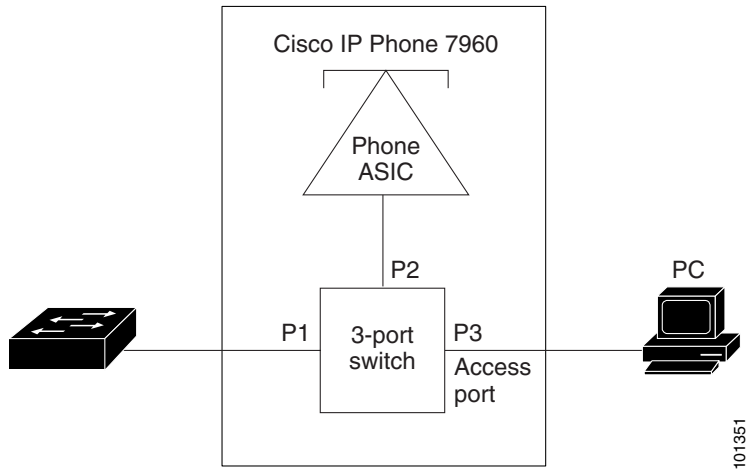 Cisco IP Phone 7960
Phone
ASIC
P2
PC
P1
3-port
switch
P3
Access
port
101351